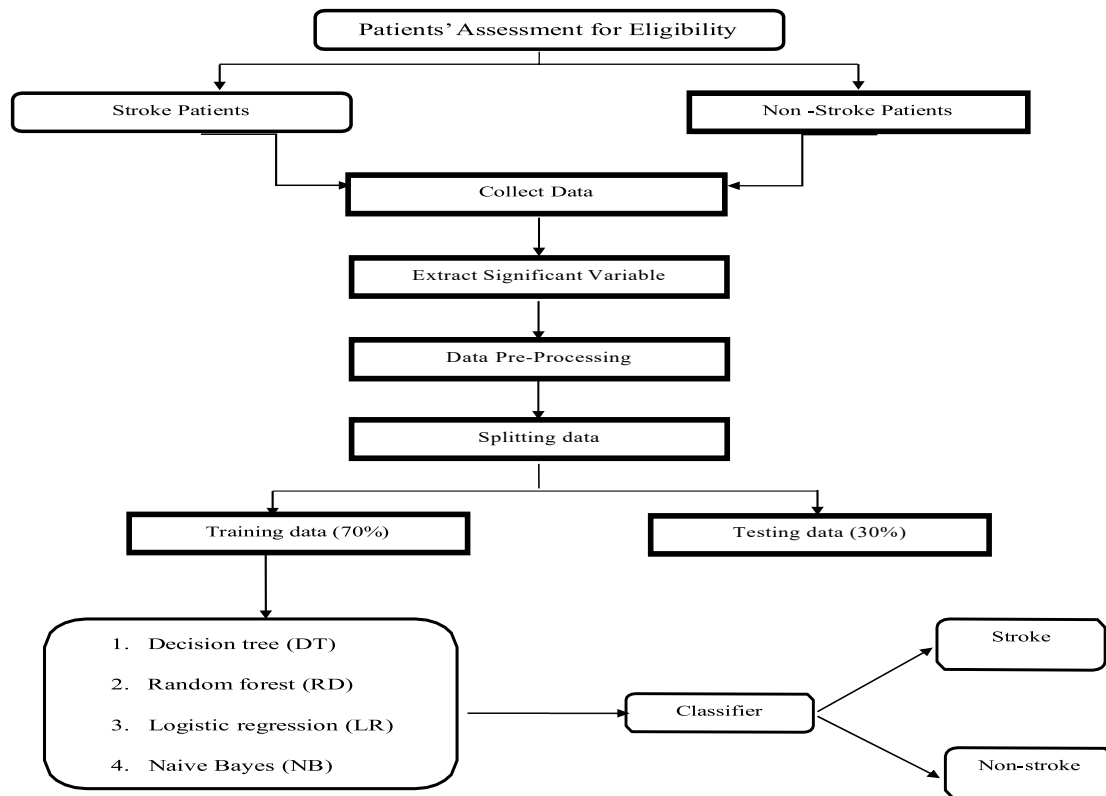 Patients' Assessment for Eligibility
Stroke Patients
Non -Stroke Patients
Collect Data
Extract Significant Variable
Data Pre-Processing
Splitting data
Training data (70%)
Testing data (30%)
1. Decision tree (DT)
2. Random forest (RD)
3. Logistic regression (LR)
4. Naive Bayes (NB)
Classifier
Stroke
Non-stroke